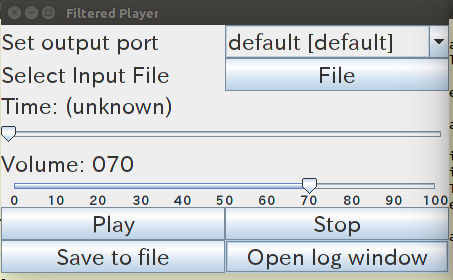 Filtered Player
Set output port default [default]
Select Input File File
Time: (unknown)
Volume: 070
0 10 20 30 40 50 60 70 80 90 100
Play Stop
Save to file Open log window